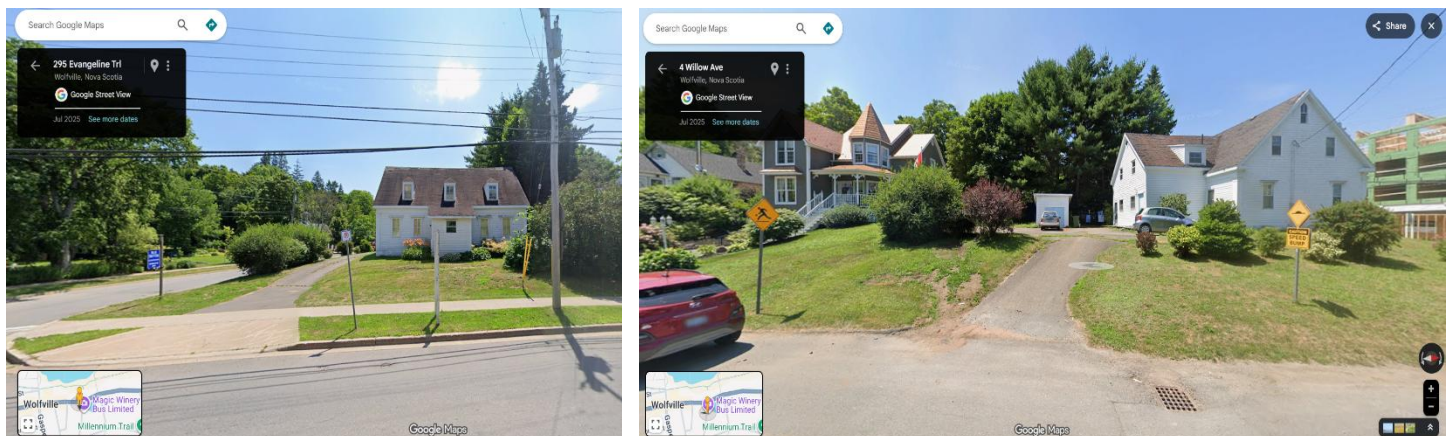 Search Google Maps
295 Evangeline Trl
Wolfville, Nova Scotia
Google Street View
Jul 2025 See more dates
Wolfville
Gaspe
Magic Winery
Bus Limited
Millennium Trail
Google Maps
Search Google Maps
Share
4 Willow Ave
Wolfville, Nova Scotia
Google Street View
Jul 2025 See more dates
SPEED
BUMP
Wolfville
Gasp
Magic Winery
Bus Limited
Millennium Trail
Google Maps